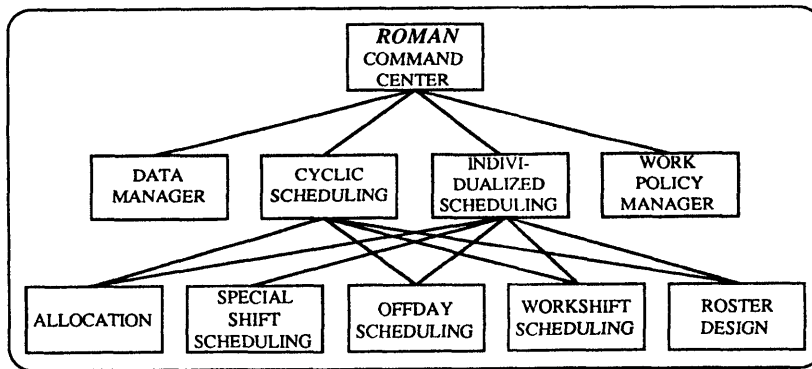 ROMAN
COMMAND
CENTER
DATA
MANAGER
CYCLIC
SCHEDULING
INDIVI-
DUALIZED
SCHEDULING
WORK
POLICY
MANAGER
ALLOCATION
SPECIAL
SHIFT
SCHEDULING
OFFDAY
SCHEDULING
WORKSHIFT
SCHEDULING
ROSTER
DESIGN